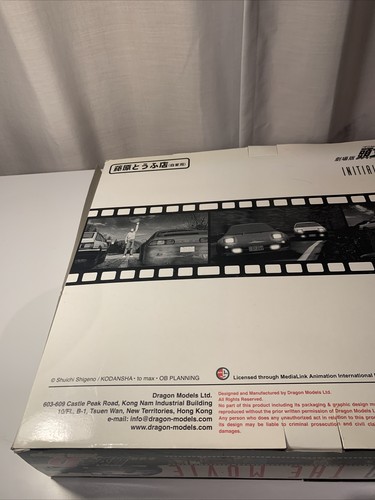 藤原とうふ店(自家用)
劇場版 頭
INITIAL
© Shuichi Shigeno / KODANSHA • to max • OB PLANNING
Licensed through MediaLink Animation International
Dragon Models Ltd.
603-609 Castle Peak Road, Kong Nam Industrial Building
10/Fl., B-1, Tsuen Wan, New Territories, Hong Kong
e-mail: info@dragon-models.com
www.dragon-models.com
Designed and Manufactured by Dragon Models Ltd.
All Rights Reserved.
No part of this product including its packaging & graphic design m
reproduced without the prior written permission of Dragon Models L
Any person who does any unauthorized act in relation to this pro
its design may be liable to criminal prosecution and civil cla
damages.
THE MOVIE